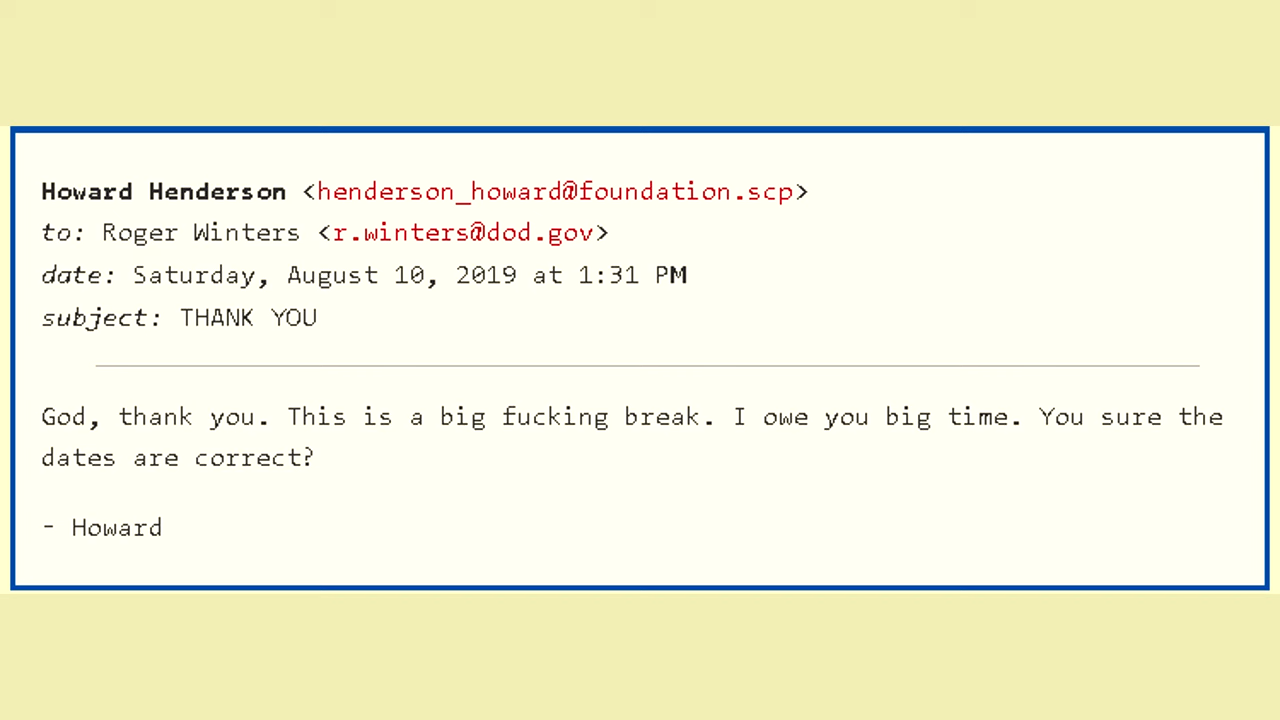 Howard Henderson <henderson_howard@foundation.scp>
to: Roger Winters <r.winters@dod.gov>
date: Saturday, August 10, 2019 at 1:31 PM
subject: THANK YOU
God, thank you. This is a big fucking break. I owe you big time. You sure the
dates are correct?
- Howard